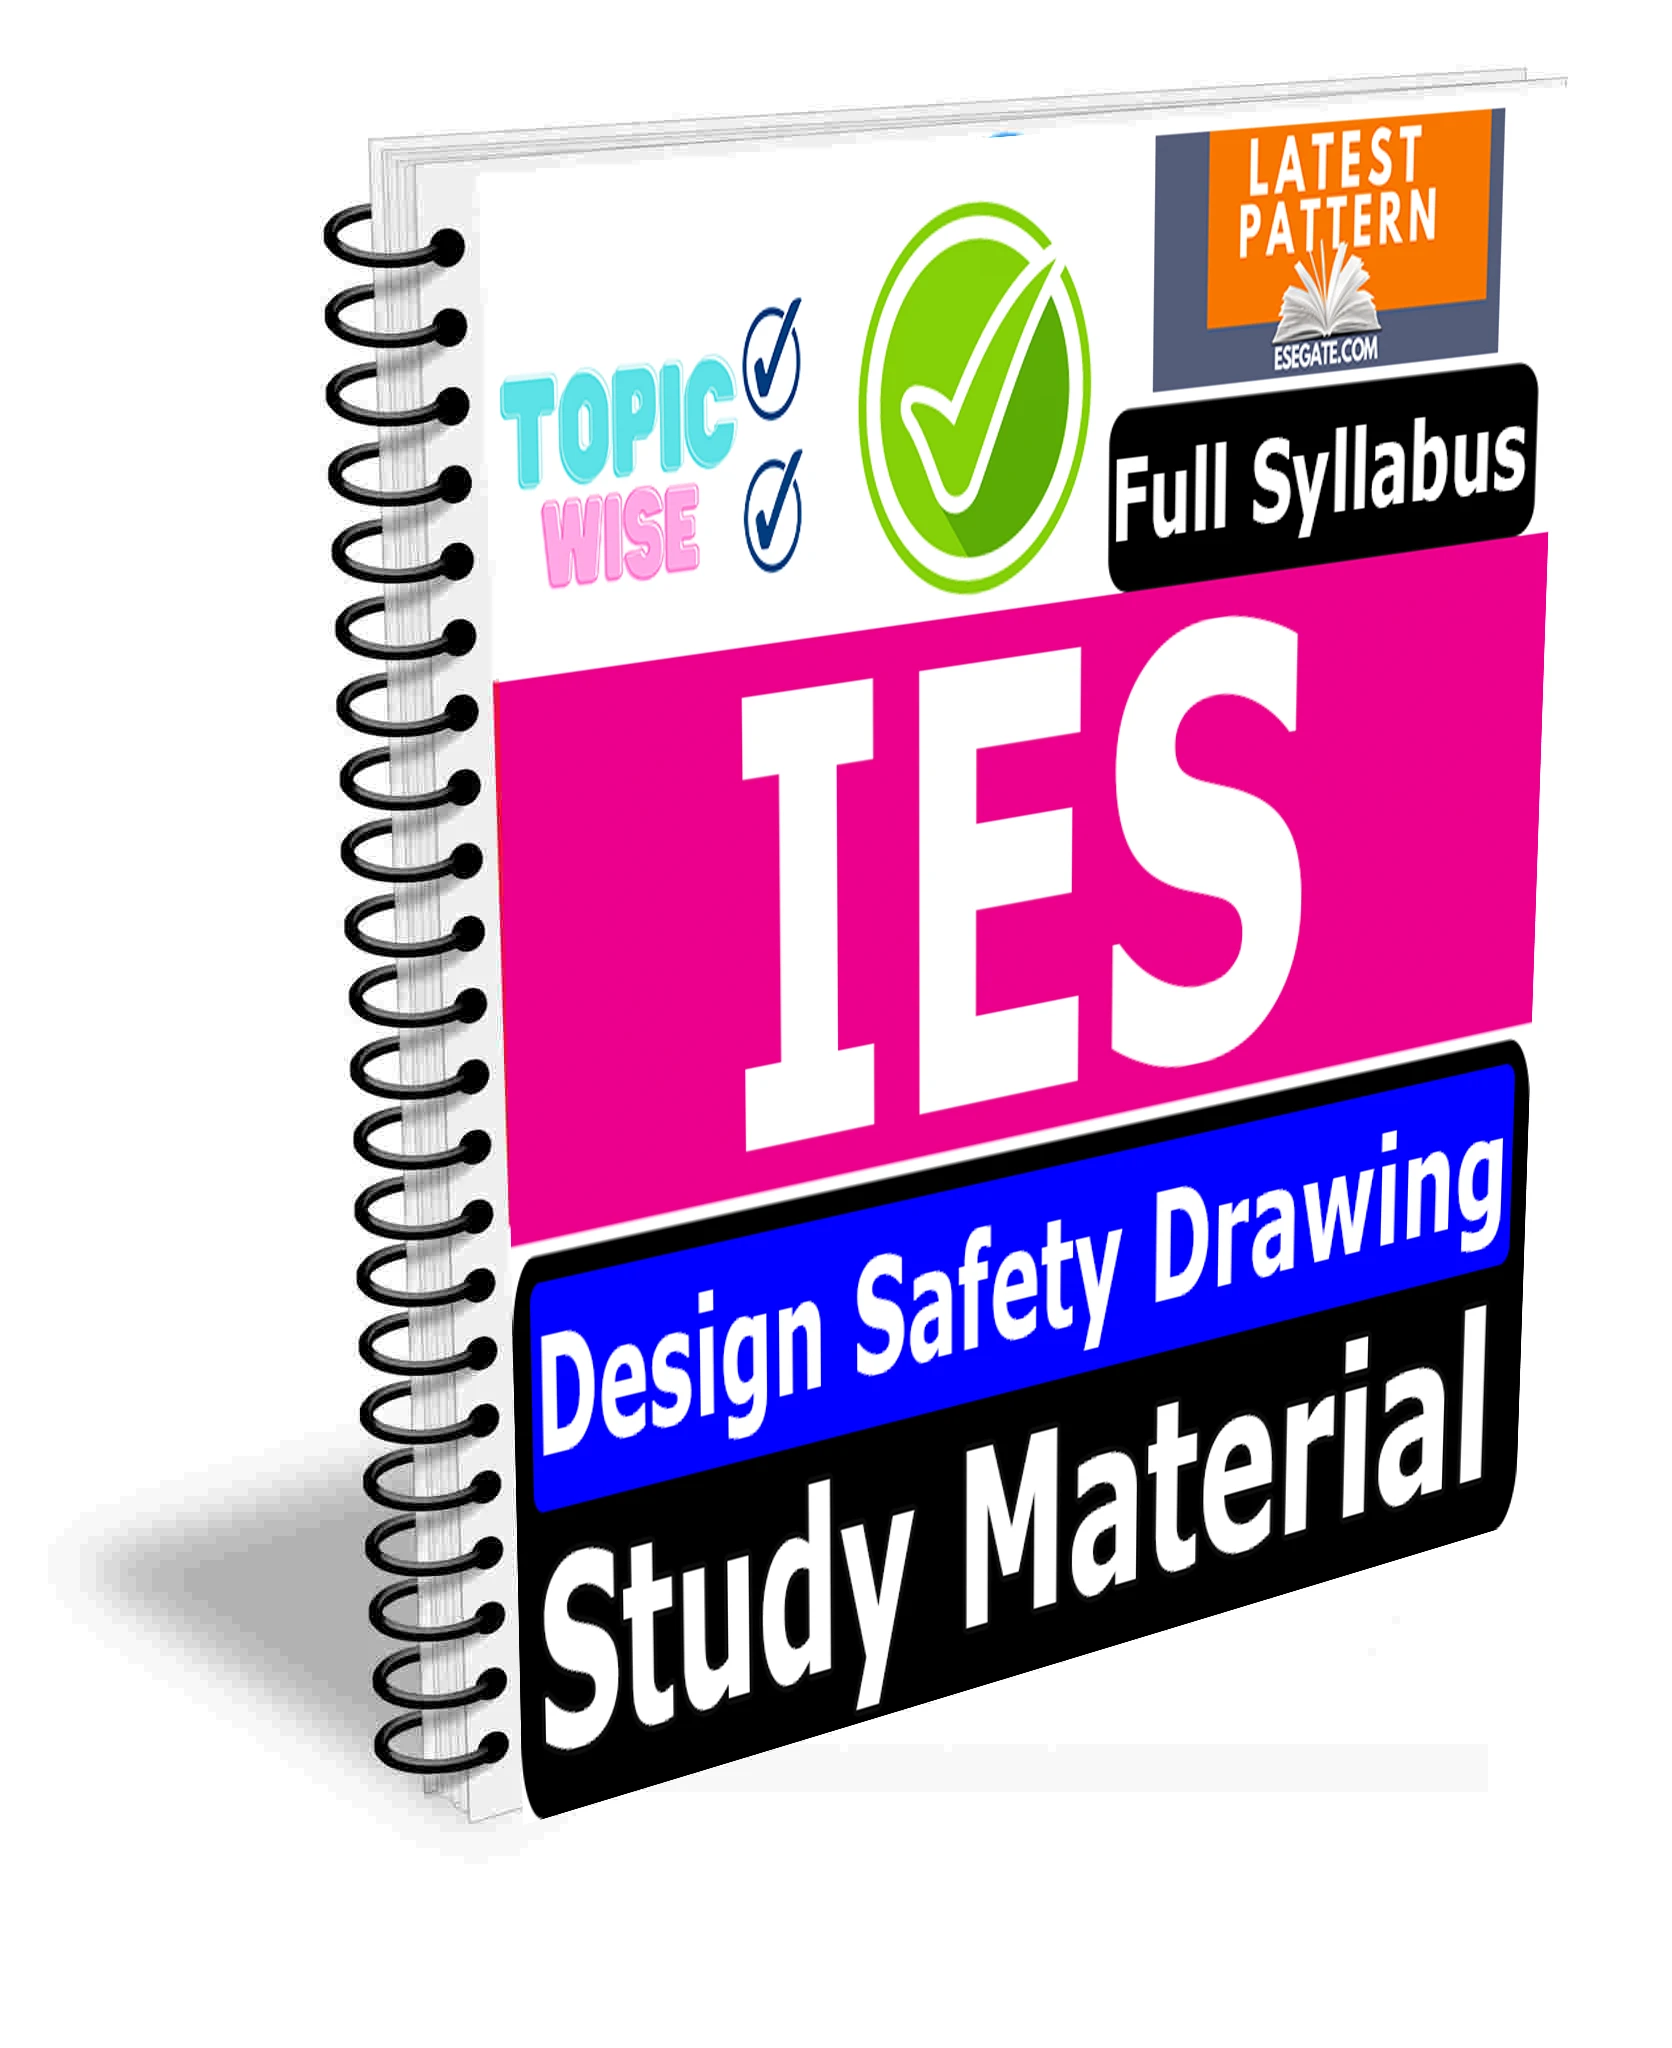 LATEST
PATTERN
ESEGATE.COM
TOPIC
WISE
Full Syllabus
IES
Design Safety Drawing
Study Material